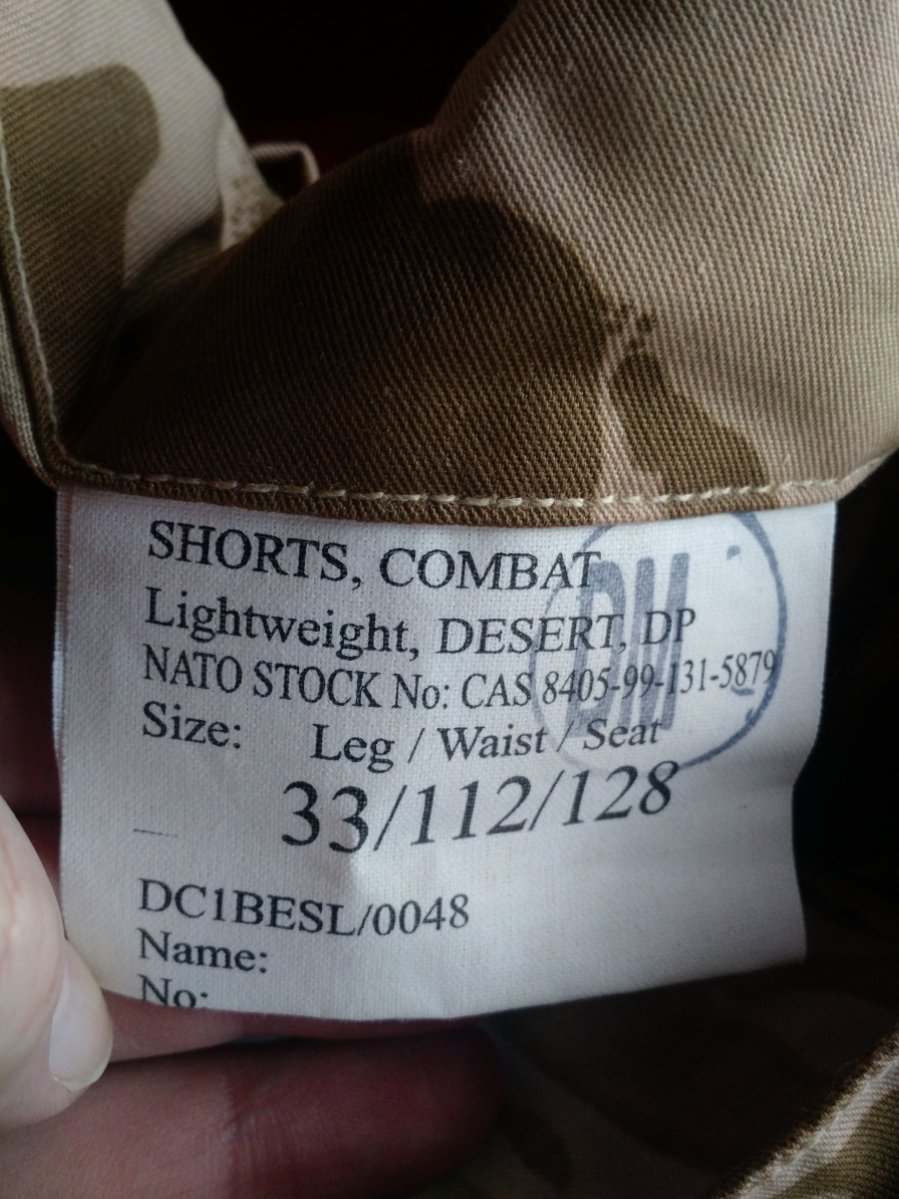 SHORTS, COMBAT
Lightweight, DESERT, DP
NATO STOCK No: CAS 8405-99-131-5879
Size: Leg / Waist / Seat
33/112/128
DC1BESL/0048
Name:
No:
DM